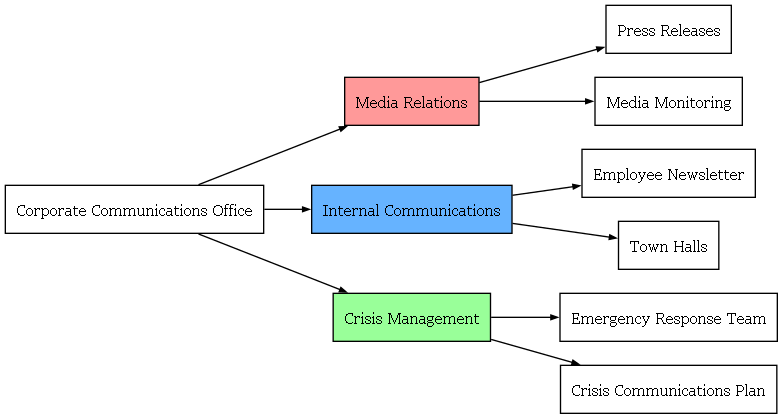 Press Releases
Media Relations
Media Monitoring
Employee Newsletter
Corporate Communications Office
Internal Communications
Town Halls
Crisis Management
Emergency Response Team
Crisis Communications Plan